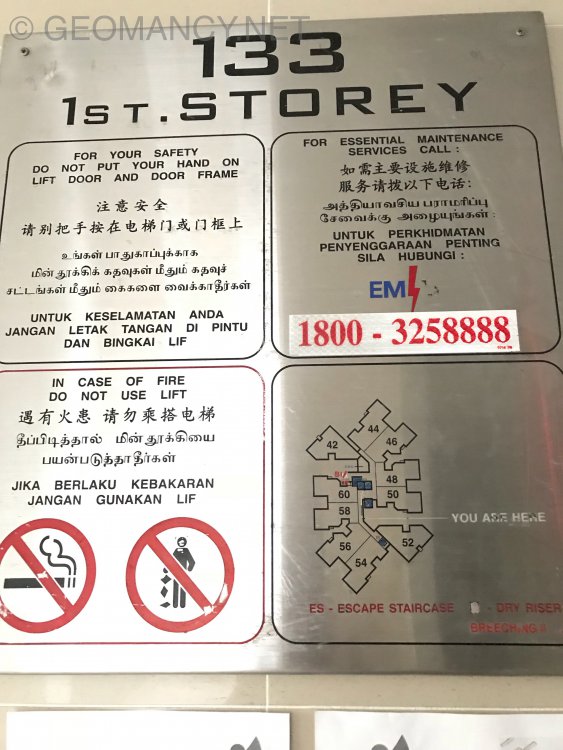 © GEOMANCY.NET
133
1ST. STOREY
FOR YOUR SAFETY
DO NOT PUT YOUR HAND ON
LIFT DOOR AND DOOR FRAME
注意安全
请别把手按在电梯门或门框上
உங்கள் பாதுகாப்புக்காக
மின்தூக்கிக் கதவுகள் மீதும் கதவுச்
சட்டங்கள் மீதும் கைகளை வைக்காதீர்கள்
UNTUK KESELAMATAN ANDA
JANGAN LETAK TANGAN DI PINTU
DAN BINGKAI LIF
FOR ESSENTIAL MAINTENANCE
SERVICES CALL :
如需主要设施维修
服务请拨以下电话:
அத்தியாவசிய பராமரிப்பு
சேவைக்கு அழையுங்கள் :
UNTUK PERKHIDMATAN
PENYENGGARAAN PENTING
SILA HUBUNGI :
EM
1800 - 3258888
IN CASE OF FIRE
DO NOT USE LIFT
遇有火患 请勿乘搭电梯
தீப்பிடித்தால் மின்தூக்கியை
பயன்படுத்தாதீர்கள்
JIKA BERLAKU KEBAKARAN
JANGAN GUNAKAN LIF
44
42
46
48
60
50
58
YOU ARE HERE
56
52
54
ES - ESCAPE STAIRCASE
- DRY RISER
BREECHING